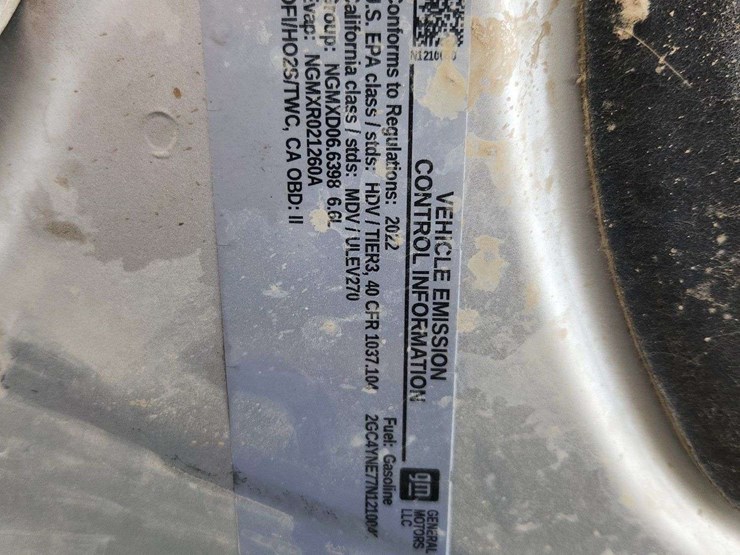 VEHICLE EMISSION
CONTROL INFORMATION
gm
GENERAL
MOTORS
LLC
Conforms to Regulations: 2022
Fuel: Gasoline
U.S. EPA class / stds: HDV / TIER3, 40 CFR 1037.104,
California class / stds: MDV / ULEV270
Group: NGMXD06.6398 6.6L
Evap: NGMXR021260A
DFI/HO2S/TWC, CA OBD: II